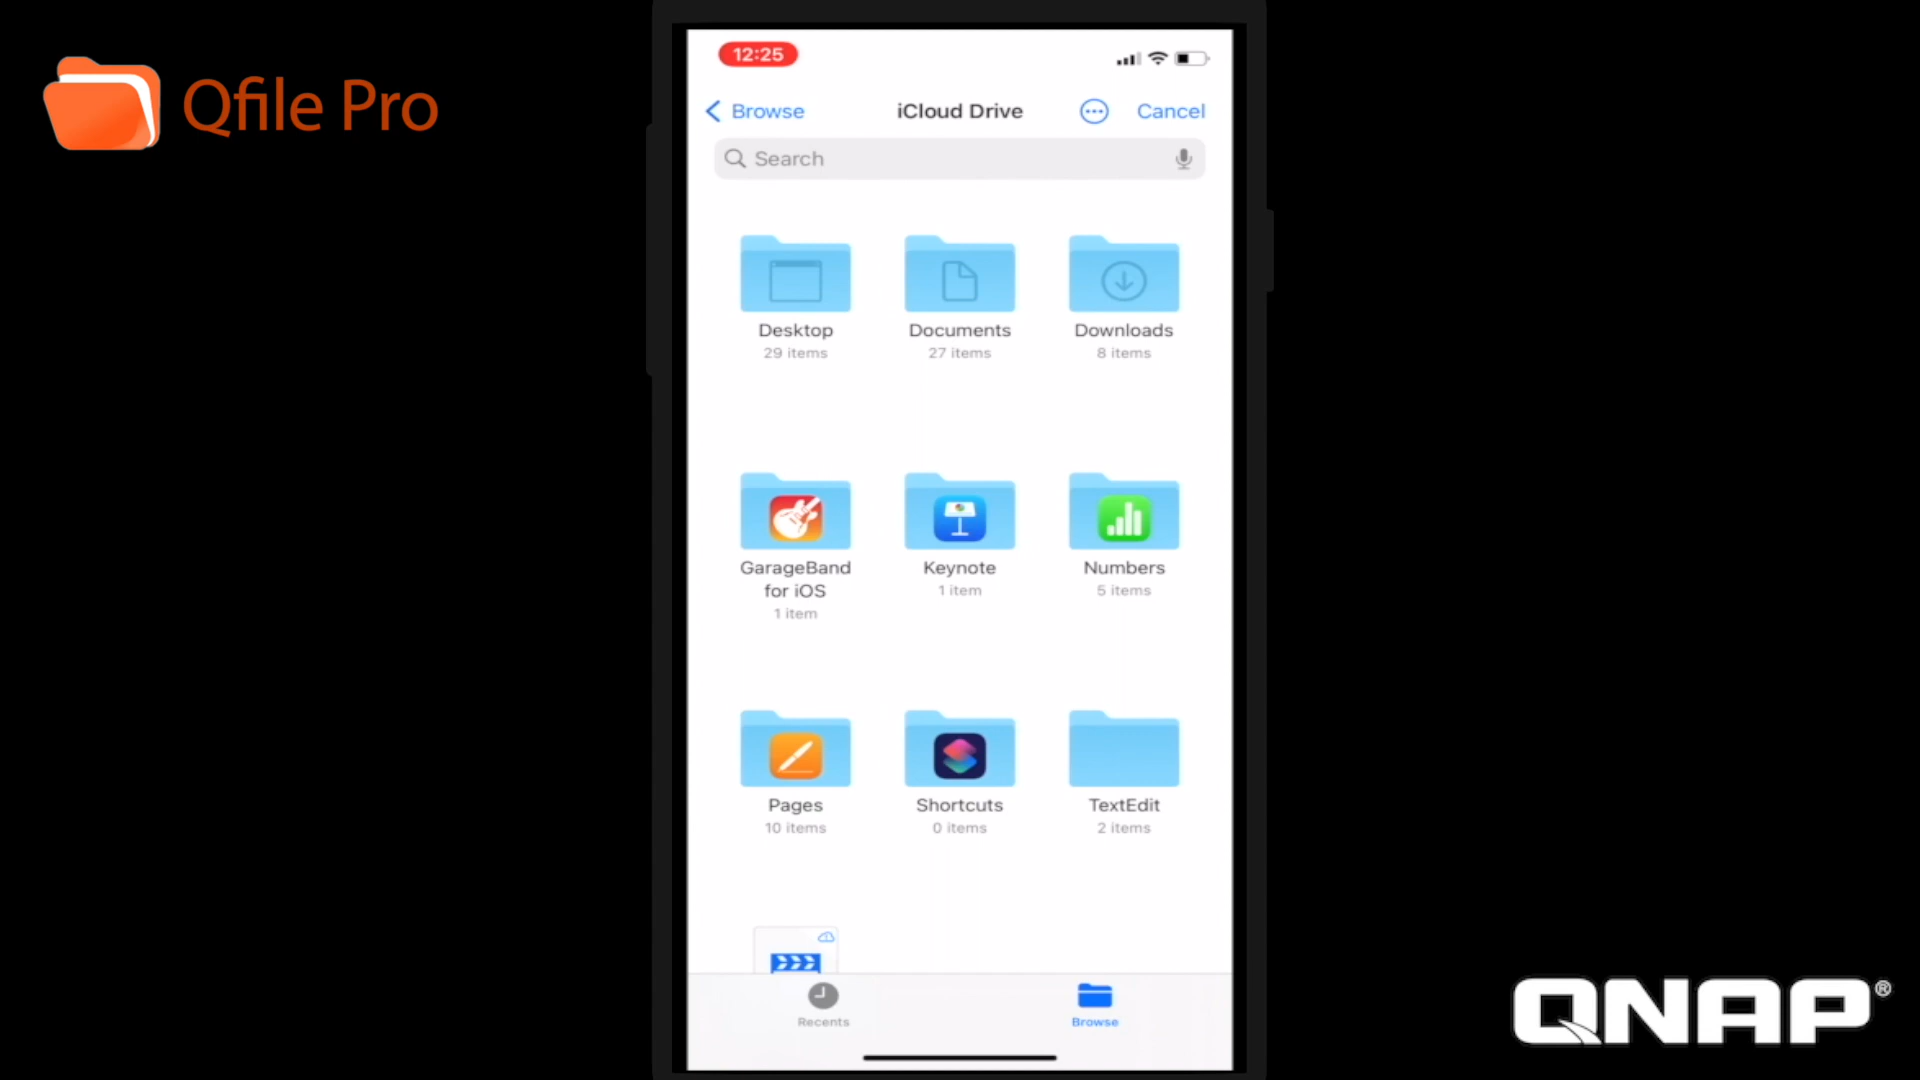 Qfile Pro
12:25
Browse
iCloud Drive
Cancel
Search
Desktop
29 items
Documents
27 items
Downloads
8 items
GarageBand
for iOS
1 item
Keynote
1 item
Numbers
5 items
Pages
10 items
Shortcuts
0 items
TextEdit
2 items
Recents
Browse
QNAP®